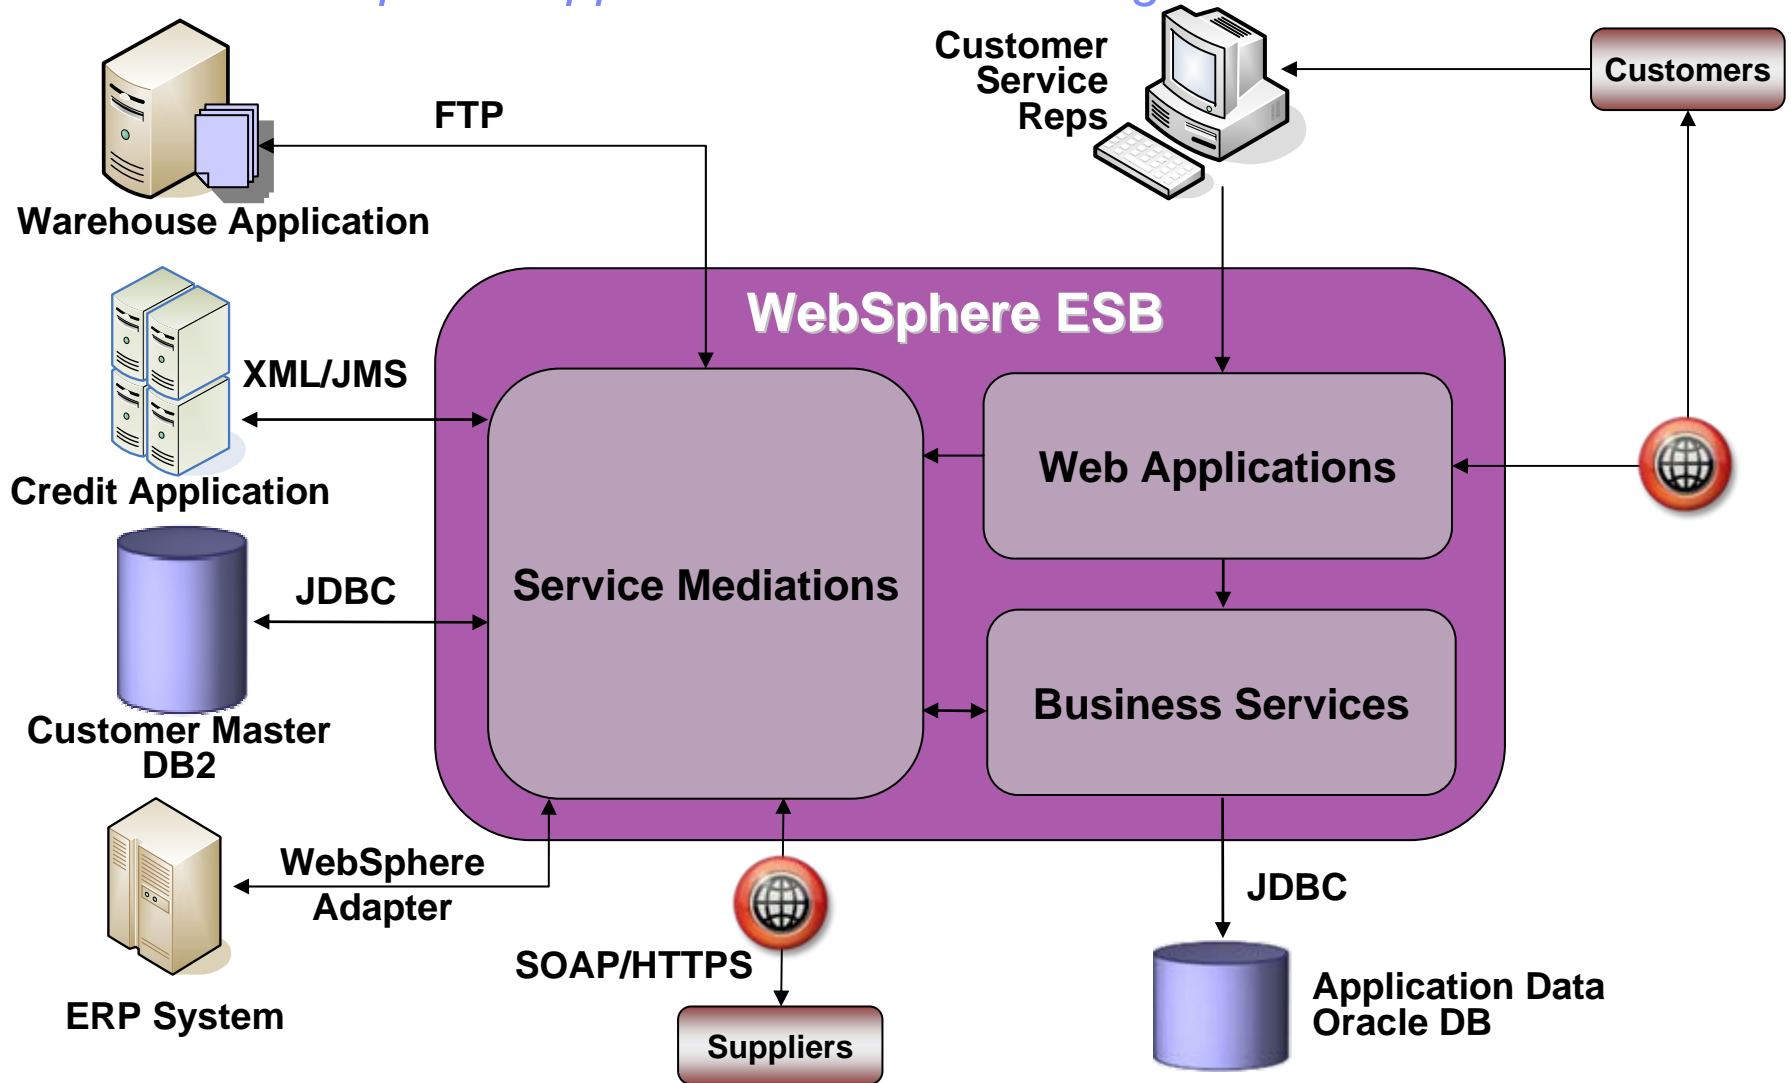 Customer
Service
Reps
Customers
FTP
Warehouse Application
WebSphere ESB
XML/JMS
Web Applications
Credit Application
Service Mediations
JDBC
Business Services
Customer Master
DB2
WebSphere
Adapter
JDBC
SOAP/HTTPS
ERP System
Application Data
Oracle DB
Suppliers